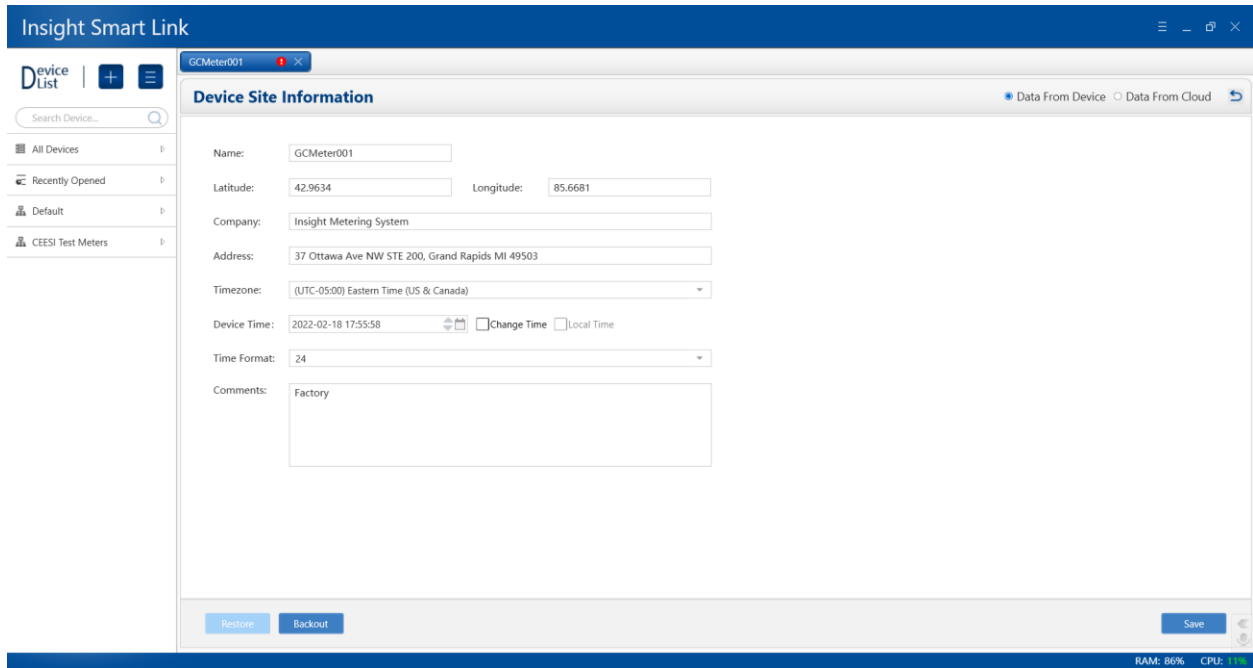 Insight Smart Link
Device List
GCMeter001
Device Site Information
Data From Device Data From Cloud
Search Device...
All Devices
Recently Opened
Default
CEESI Test Meters
Name: GCMeter001
Latitude: 42.9634 Longitude: 85.6681
Company: Insight Metering System
Address: 37 Ottawa Ave NW STE 200, Grand Rapids MI 49503
Timezone: (UTC-05:00) Eastern Time (US & Canada)
Device Time: 2022-02-18 17:55:58 Change Time Local Time
Time Format: 24
Comments: Factory
Restore Backout Save
RAM: 86% CPU: 11%